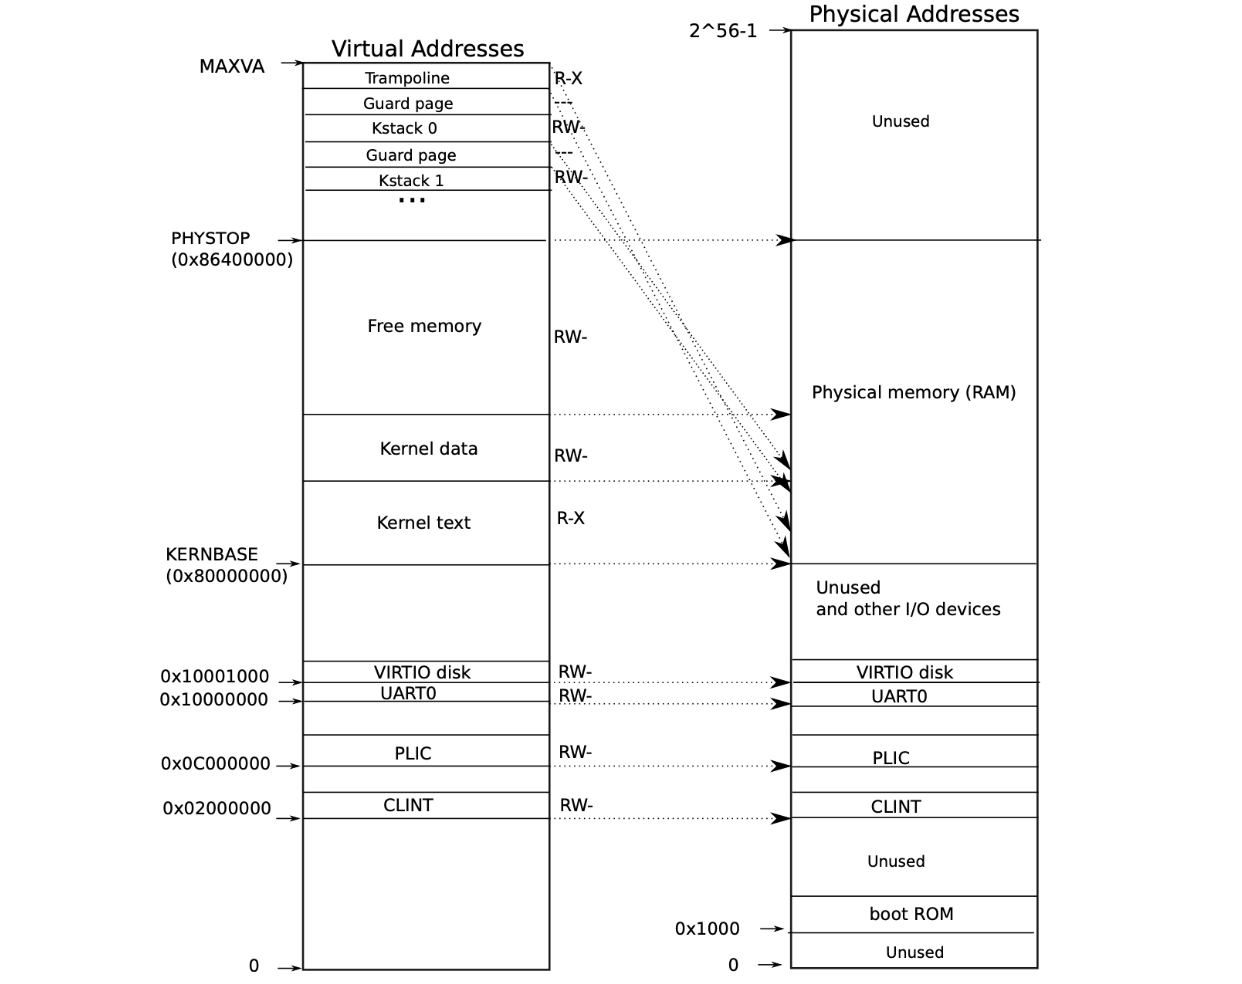 Physical Addresses
2^56-1
Virtual Addresses
MAXVA
Trampoline
R-X
Guard page
---
Unused
Kstack 0
RW-
Guard page
---
Kstack 1
RW-
...
PHYSTOP
(0x86400000)
Free memory
RW-
Physical memory (RAM)
Kernel data
RW-
Kernel text
R-X
KERNBASE
(0x80000000)
Unused
and other I/O devices
0x10001000
VIRTIO disk
RW-
VIRTIO disk
0x10000000
UART0
RW-
UART0
0x0C000000
PLIC
RW-
PLIC
0x02000000
CLINT
RW-
CLINT
Unused
boot ROM
0x1000
Unused
0
0